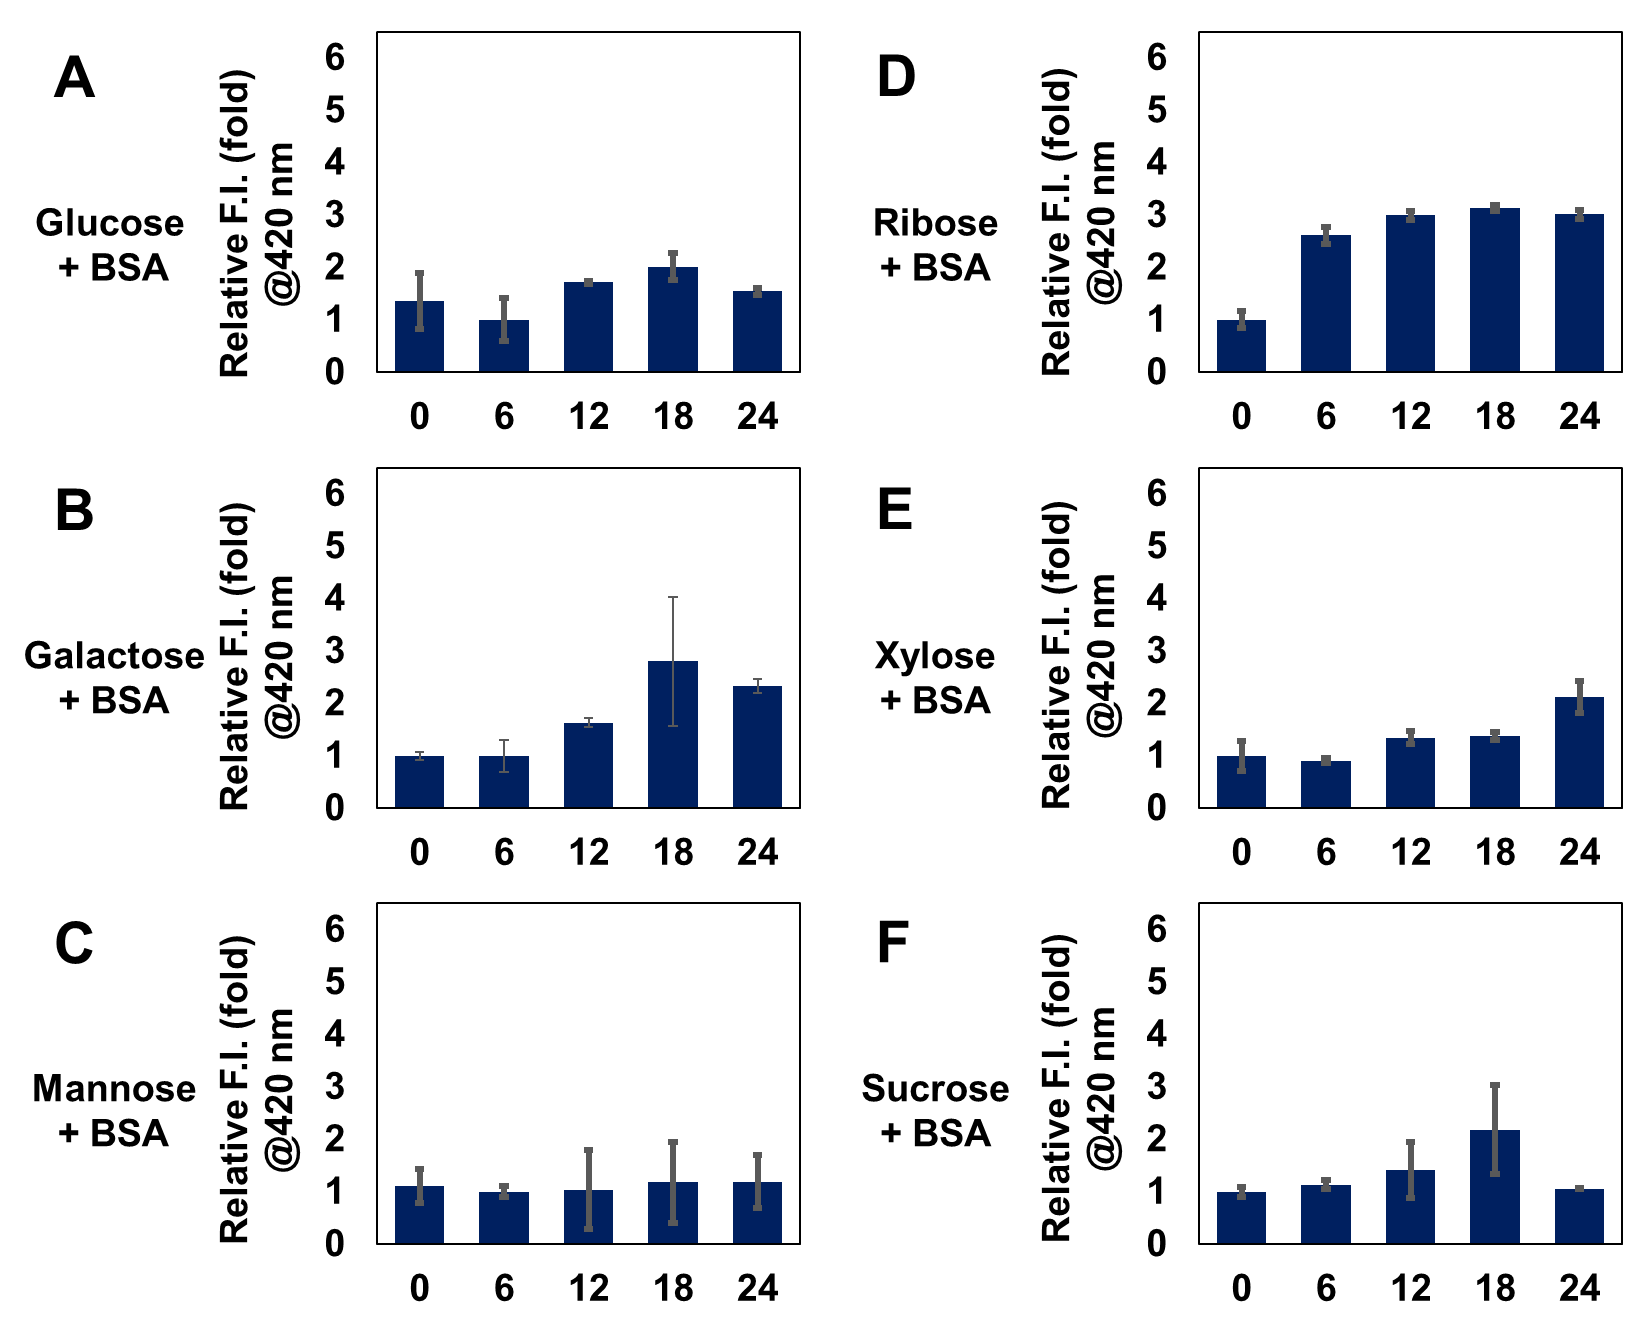 A
Glucose
+ BSA
Relative F.I. (fold)
@420 nm
6
5
4
3
2
1
0
0 6 12 18 24
D
Ribose
+ BSA
Relative F.I. (fold)
@420 nm
6
5
4
3
2
1
0
0 6 12 18 24
B
Galactose
+ BSA
Relative F.I. (fold)
@420 nm
6
5
4
3
2
1
0
0 6 12 18 24
E
Xylose
+ BSA
Relative F.I. (fold)
@420 nm
6
5
4
3
2
1
0
0 6 12 18 24
C
Mannose
+ BSA
Relative F.I. (fold)
@420 nm
6
5
4
3
2
1
0
0 6 12 18 24
F
Sucrose
+ BSA
Relative F.I. (fold)
@420 nm
6
5
4
3
2
1
0
0 6 12 18 24